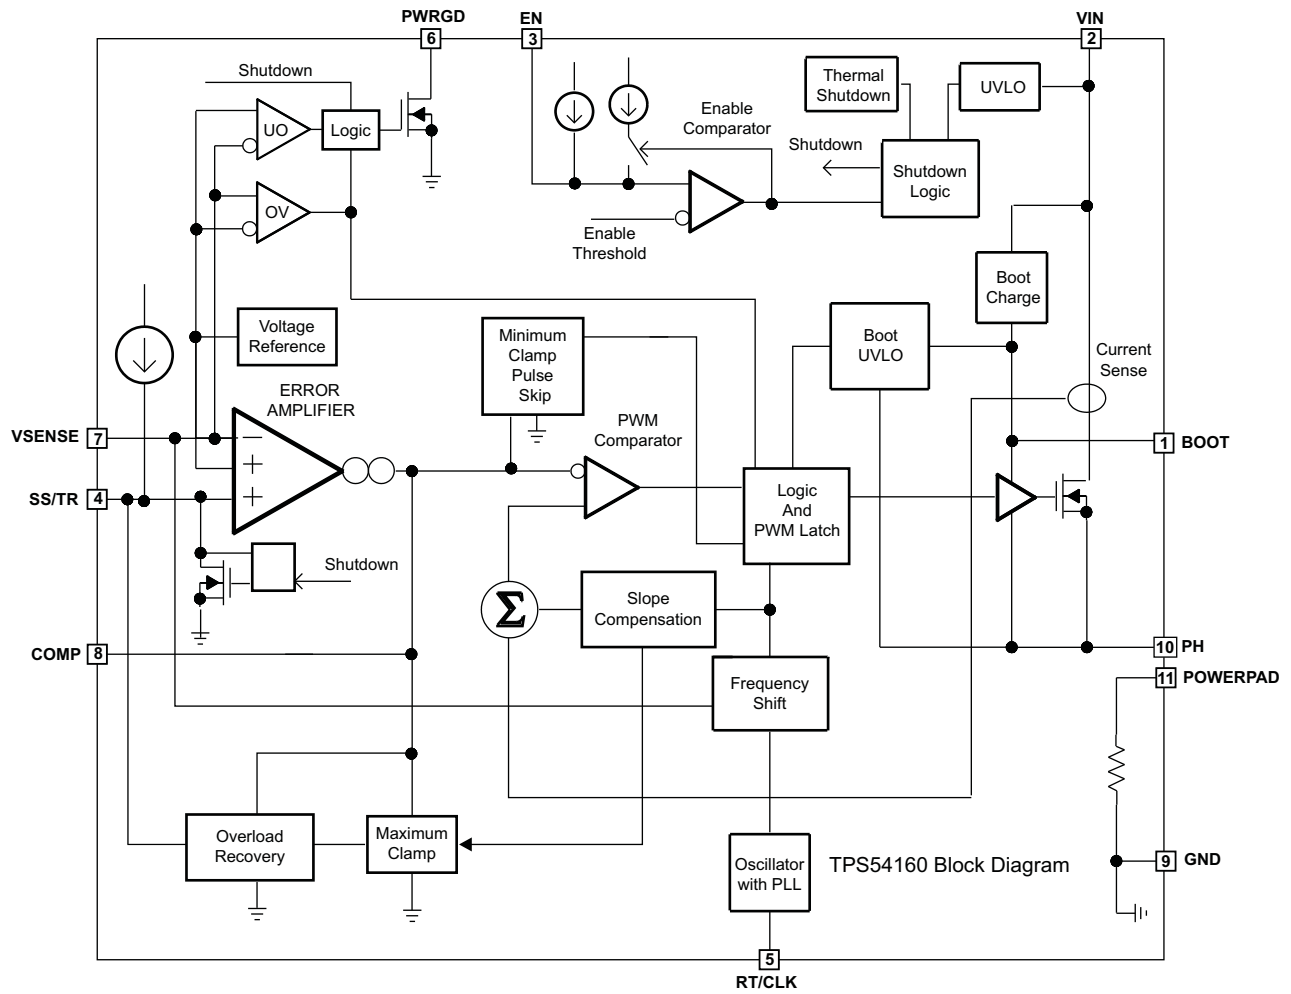 PWRGD
EN
VIN
6
3
2
Shutdown
Thermal
Shutdown
UVLO
Enable
Comparator
UO
Logic
Shutdown
Shutdown
Logic
OV
Enable
Threshold
Boot
Charge
Voltage
Reference
Minimum
Clamp
Pulse
Skip
Boot
UVLO
Current
Sense
ERROR
AMPLIFIER
PWM
Comparator
VSENSE
7
1
BOOT
SS/TR
4
Logic
And
PWM Latch
Shutdown
Σ
Slope
Compensation
COMP
8
10
PH
11
POWERPAD
Frequency
Shift
Overload
Recovery
Maximum
Clamp
Oscillator
with PLL
TPS54160 Block Diagram
9
GND
5
RT/CLK